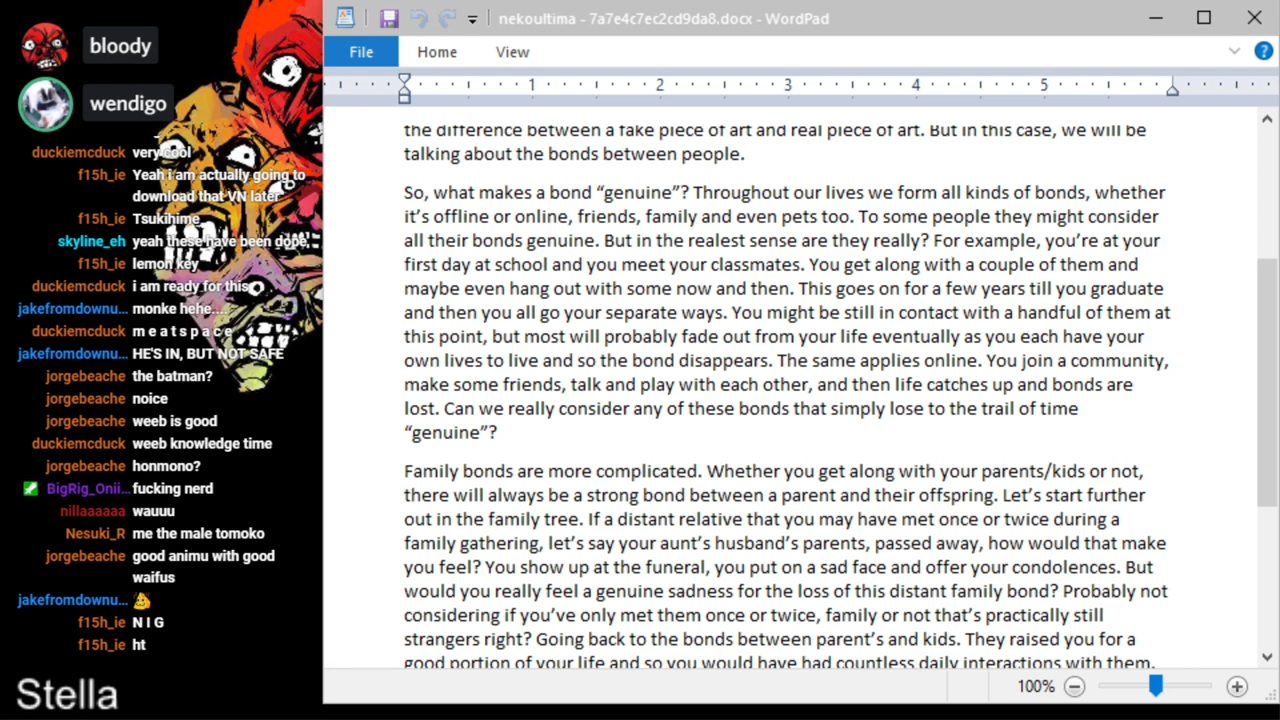 bloody
wendigo
duckiemcduck very cool
f15h_ie Yeah i am actually going to
download that VN later
f15h_ie Tsukihime
skyline_eh yeah these have been dope.
f15h_ie lemon key
duckiemcduck i am ready for this
jakefromdownu... monke hehe....
duckiemcduck m e a t s p a c e
jakefromdownu... HE'S IN, BUT NOT SAFE
jorgebeache the batman?
jorgebeache noice
jorgebeache weeb is good
duckiemcduck weeb knowledge time
jorgebeache honmono?
BigRig_Onii... fucking nerd
nillaaaaaa wauuu
Nesuki_R me the male tomoko
jorgebeache good animu with good
waifus
jakefromdownu...
f15h_ie N I G
f15h_ie ht
Stella
nekoultima - 7a7e4c7ec2cd9da8.docx - WordPad
File Home View
1 2 3 4 5
the difference between a fake piece of art and real piece of art. But in this case, we will be
talking about the bonds between people.
So, what makes a bond “genuine”? Throughout our lives we form all kinds of bonds, whether
it’s offline or online, friends, family and even pets too. To some people they might consider
all their bonds genuine. But in the realest sense are they really? For example, you’re at your
first day at school and you meet your classmates. You get along with a couple of them and
maybe even hang out with some now and then. This goes on for a few years till you graduate
and then you all go your separate ways. You might be still in contact with a handful of them at
this point, but most will probably fade out from your life eventually as you each have your
own lives to live and so the bond disappears. The same applies online. You join a community,
make some friends, talk and play with each other, and then life catches up and bonds are
lost. Can we really consider any of these bonds that simply lose to the trail of time
“genuine”?
Family bonds are more complicated. Whether you get along with your parents/kids or not,
there will always be a strong bond between a parent and their offspring. Let’s start further
out in the family tree. If a distant relative that you may have met once or twice during a
family gathering, let’s say your aunt’s husband’s parents, passed away, how would that make
you feel? You show up at the funeral, you put on a sad face and offer your condolences. But
would you really feel a genuine sadness for the loss of this distant family bond? Probably not
considering if you’ve only met them once or twice, family or not that’s practically still
strangers right? Going back to the bonds between parent’s and kids. They raised you for a
good portion of your life and so you would have had countless daily interactions with them.
100%